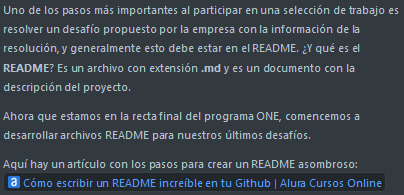 Uno de los pasos más importantes al participar en una selección de trabajo es
resolver un desafío propuesto por la empresa con la información de la
resolución, y generalmente esto debe estar en el README. ¿Y qué es el
README? Es un archivo con extensión .md y es un documento con la
descripción del proyecto.
Ahora que estamos en la recta final del programa ONE, comencemos a
desarrollar archivos README para nuestros últimos desafíos.
Aquí hay un artículo con los pasos para crear un README asombroso:
a Cómo escribir un README increíble en tu Github | Alura Cursos Online